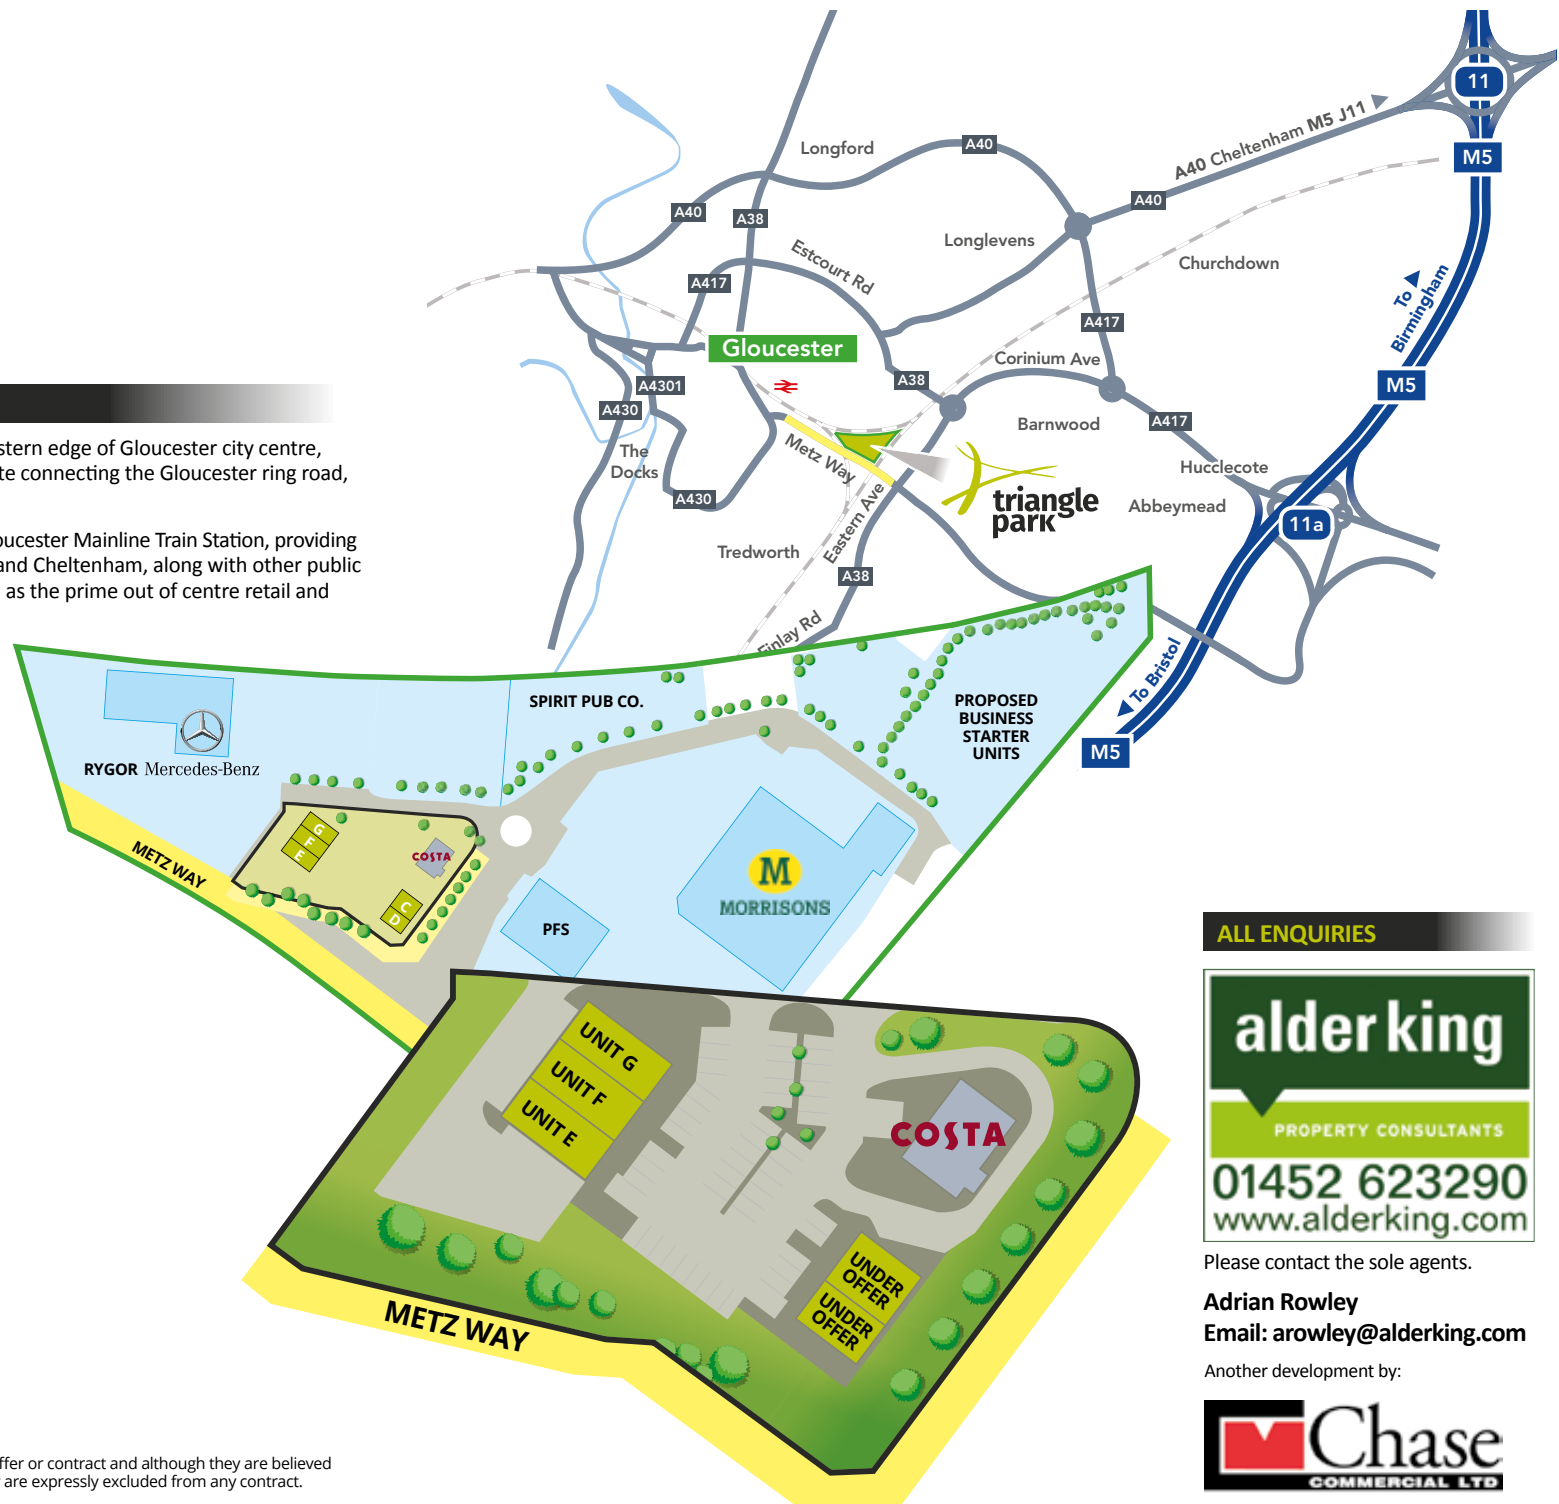 stern edge of Gloucester city centre,
te connecting the Gloucester ring road,
oucester Mainline Train Station, providing
and Cheltenham, along with other public
as the prime out of centre retail and
Longford
A40
A40 Cheltenham M5 J11
11
M5
A40
A40
A38
Longlevens
Estcourt Rd
Churchdown
A417
To
Birmingham
A417
Gloucester
Corinium Ave
A38
M5
A4301
A430
The
Docks
Metz Way
Barnwood
A417
Hucclecote
triangle
park
Abbeymead
11a
A430
Eastern Ave
Tredworth
A38
Finlay Rd
To Bristol
M5
SPIRIT PUB CO.
PROPOSED
BUSINESS
STARTER
UNITS
RYGOR Mercedes-Benz
METZ WAY
G
F
E
COSTA
C
D
M
MORRISONS
PFS
UNIT G
UNIT F
UNIT E
COSTA
UNDER
OFFER
UNDER
OFFER
METZ WAY
ALL ENQUIRIES
alder king
PROPERTY CONSULTANTS
01452 623290
www.alderking.com
Please contact the sole agents.
Adrian Rowley
Email: arowley@alderking.com
Another development by:
Chase
COMMERCIAL LTD
ffer or contract and although they are believed
are expressly excluded from any contract.